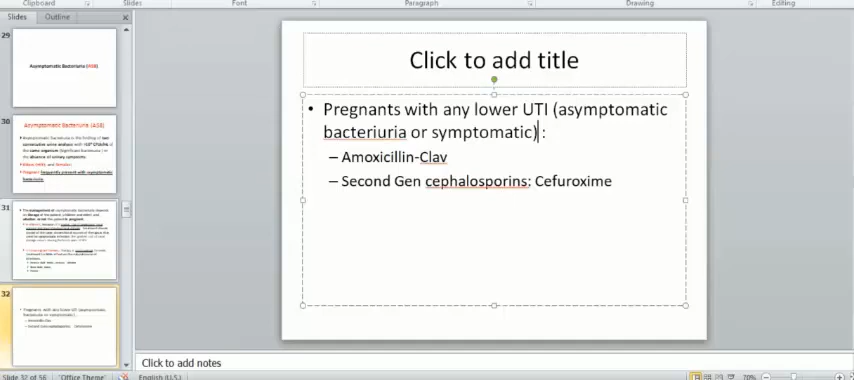 Clipboard
Slides
Font
Paragraph
Drawing
Editing
Slides
Outline
29
Asymptomatic Bacteriuria (ASB)
30
Asymptomatic Bacteriuria (ASB)
31
32
Pregnants with any lower UTI (asymptomatic
bacteriuria or symptomatic) :
– Amoxicillin-Clav
– Second Gen cephalosporins: Cefuroxime
Click to add title
• Pregnants with any lower UTI (asymptomatic
bacteriuria or symptomatic) :
– Amoxicillin-Clav
– Second Gen cephalosporins: Cefuroxime
Click to add notes
Slide 32 of 56
"Office Theme"
English (U.S.)
70%